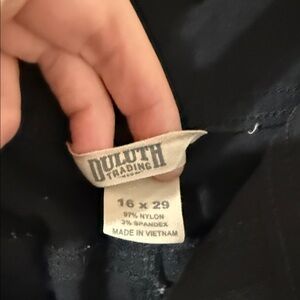 DULUTH
TRADING
16 x 29
97% NYLON
3% SPANDEX
MADE IN VIETNAM